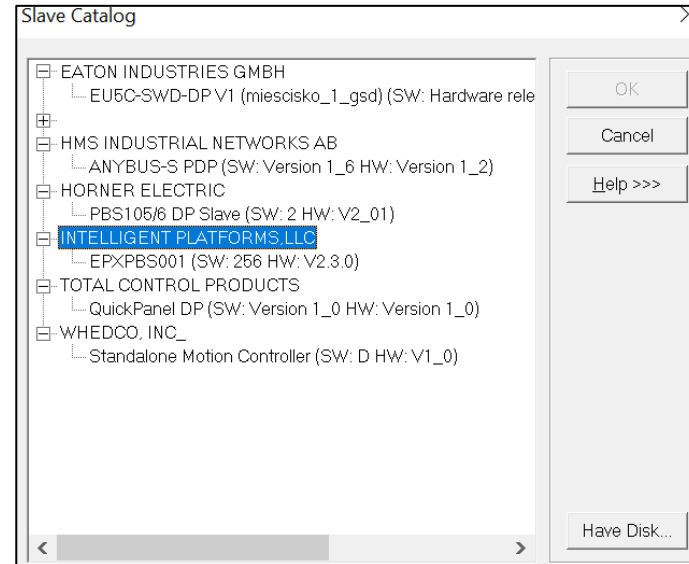 Slave Catalog
EATON INDUSTRIES GMBH
EU5C-SWD-DP V1 (miescisko_1_gsd) (SW: Hardware rele
HMS INDUSTRIAL NETWORKS AB
ANYBUS-S PDP (SW: Version 1_6 HW: Version 1_2)
HORNER ELECTRIC
PBS105/6 DP Slave (SW: 2 HW: V2_01)
INTELLIGENT PLATFORMS,LLC
EPXPBS001 (SW: 256 HW: V2.3.0)
TOTAL CONTROL PRODUCTS
QuickPanel DP (SW: Version 1_0 HW: Version 1_0)
WHEDCO, INC_
Standalone Motion Controller (SW: D HW: V1_0)
OK
Cancel
Help >>>
Have Disk...